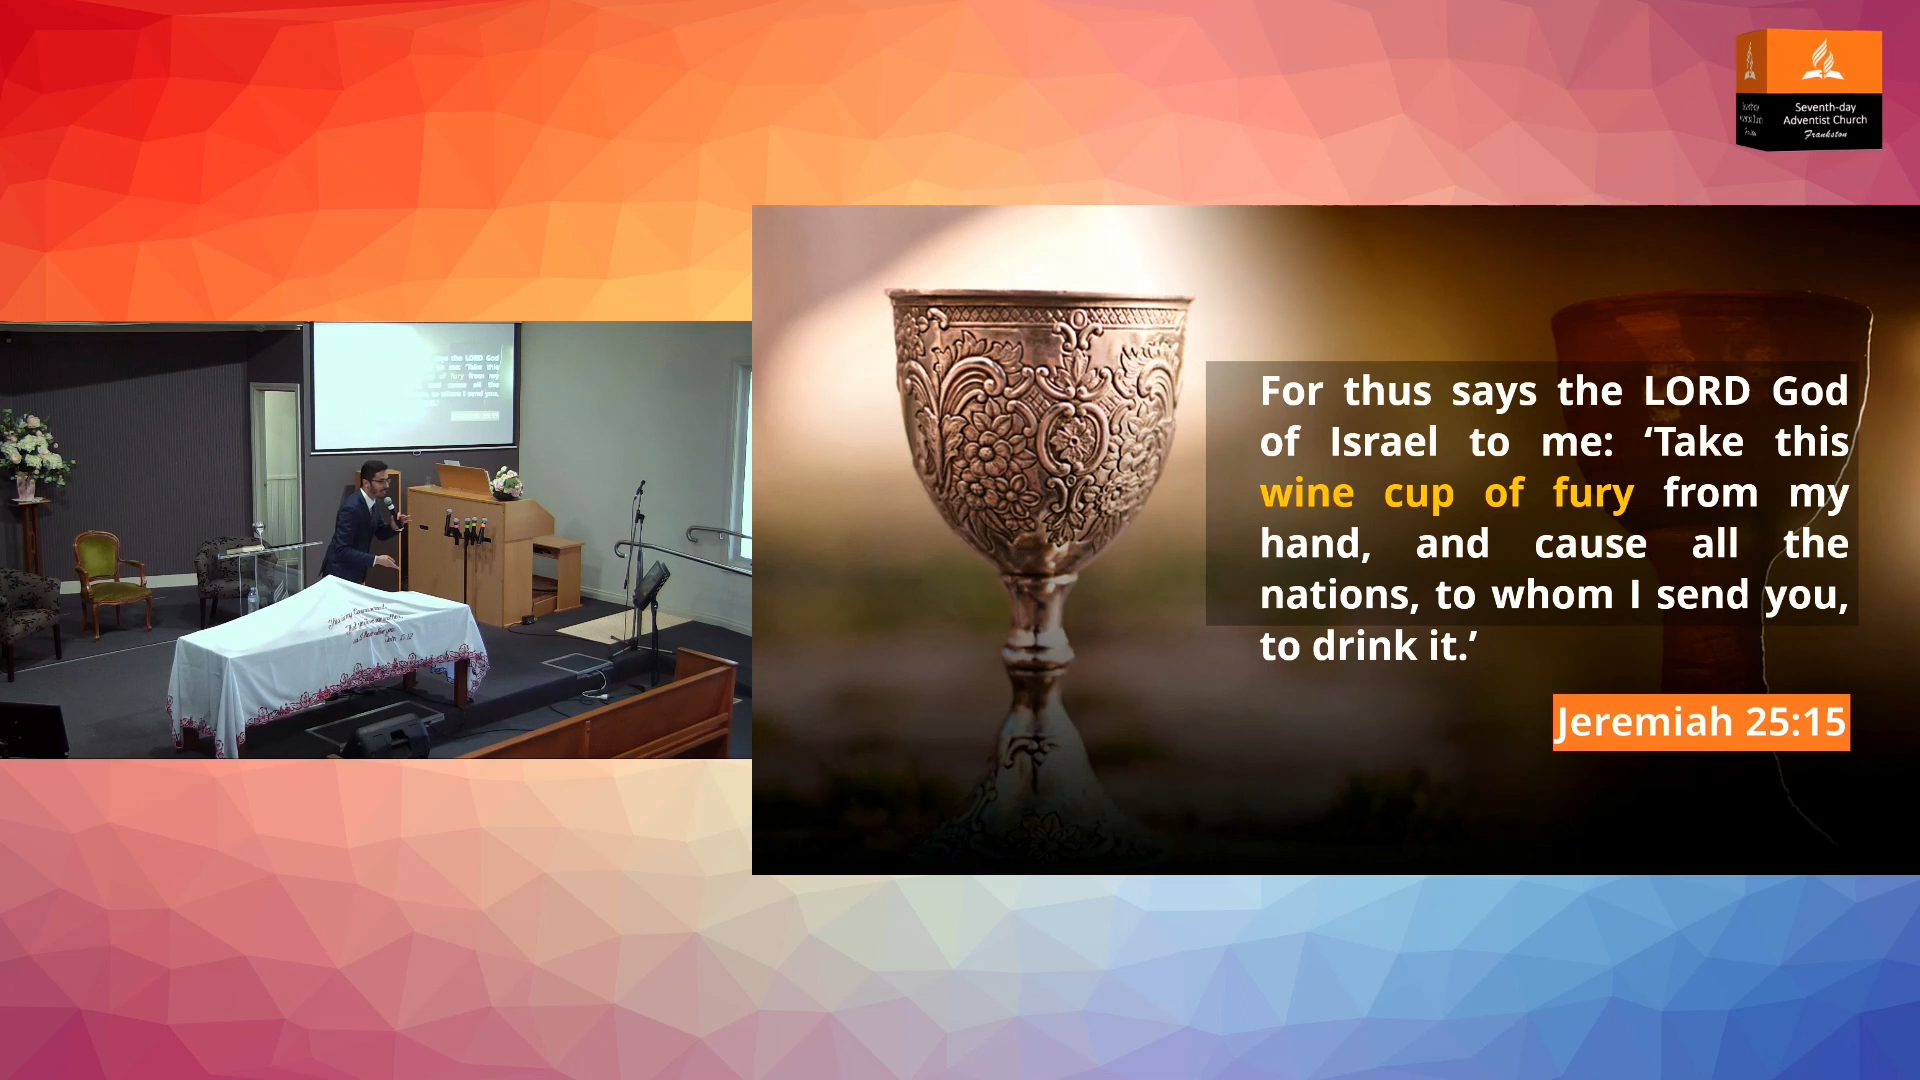 Seventh-day
Adventist Church
Frankston
For thus says the LORD God
of Israel to me: ‘Take this
wine cup of fury from my
hand, and cause all the
nations, to whom I send you,
to drink it.’
Jeremiah 25:15